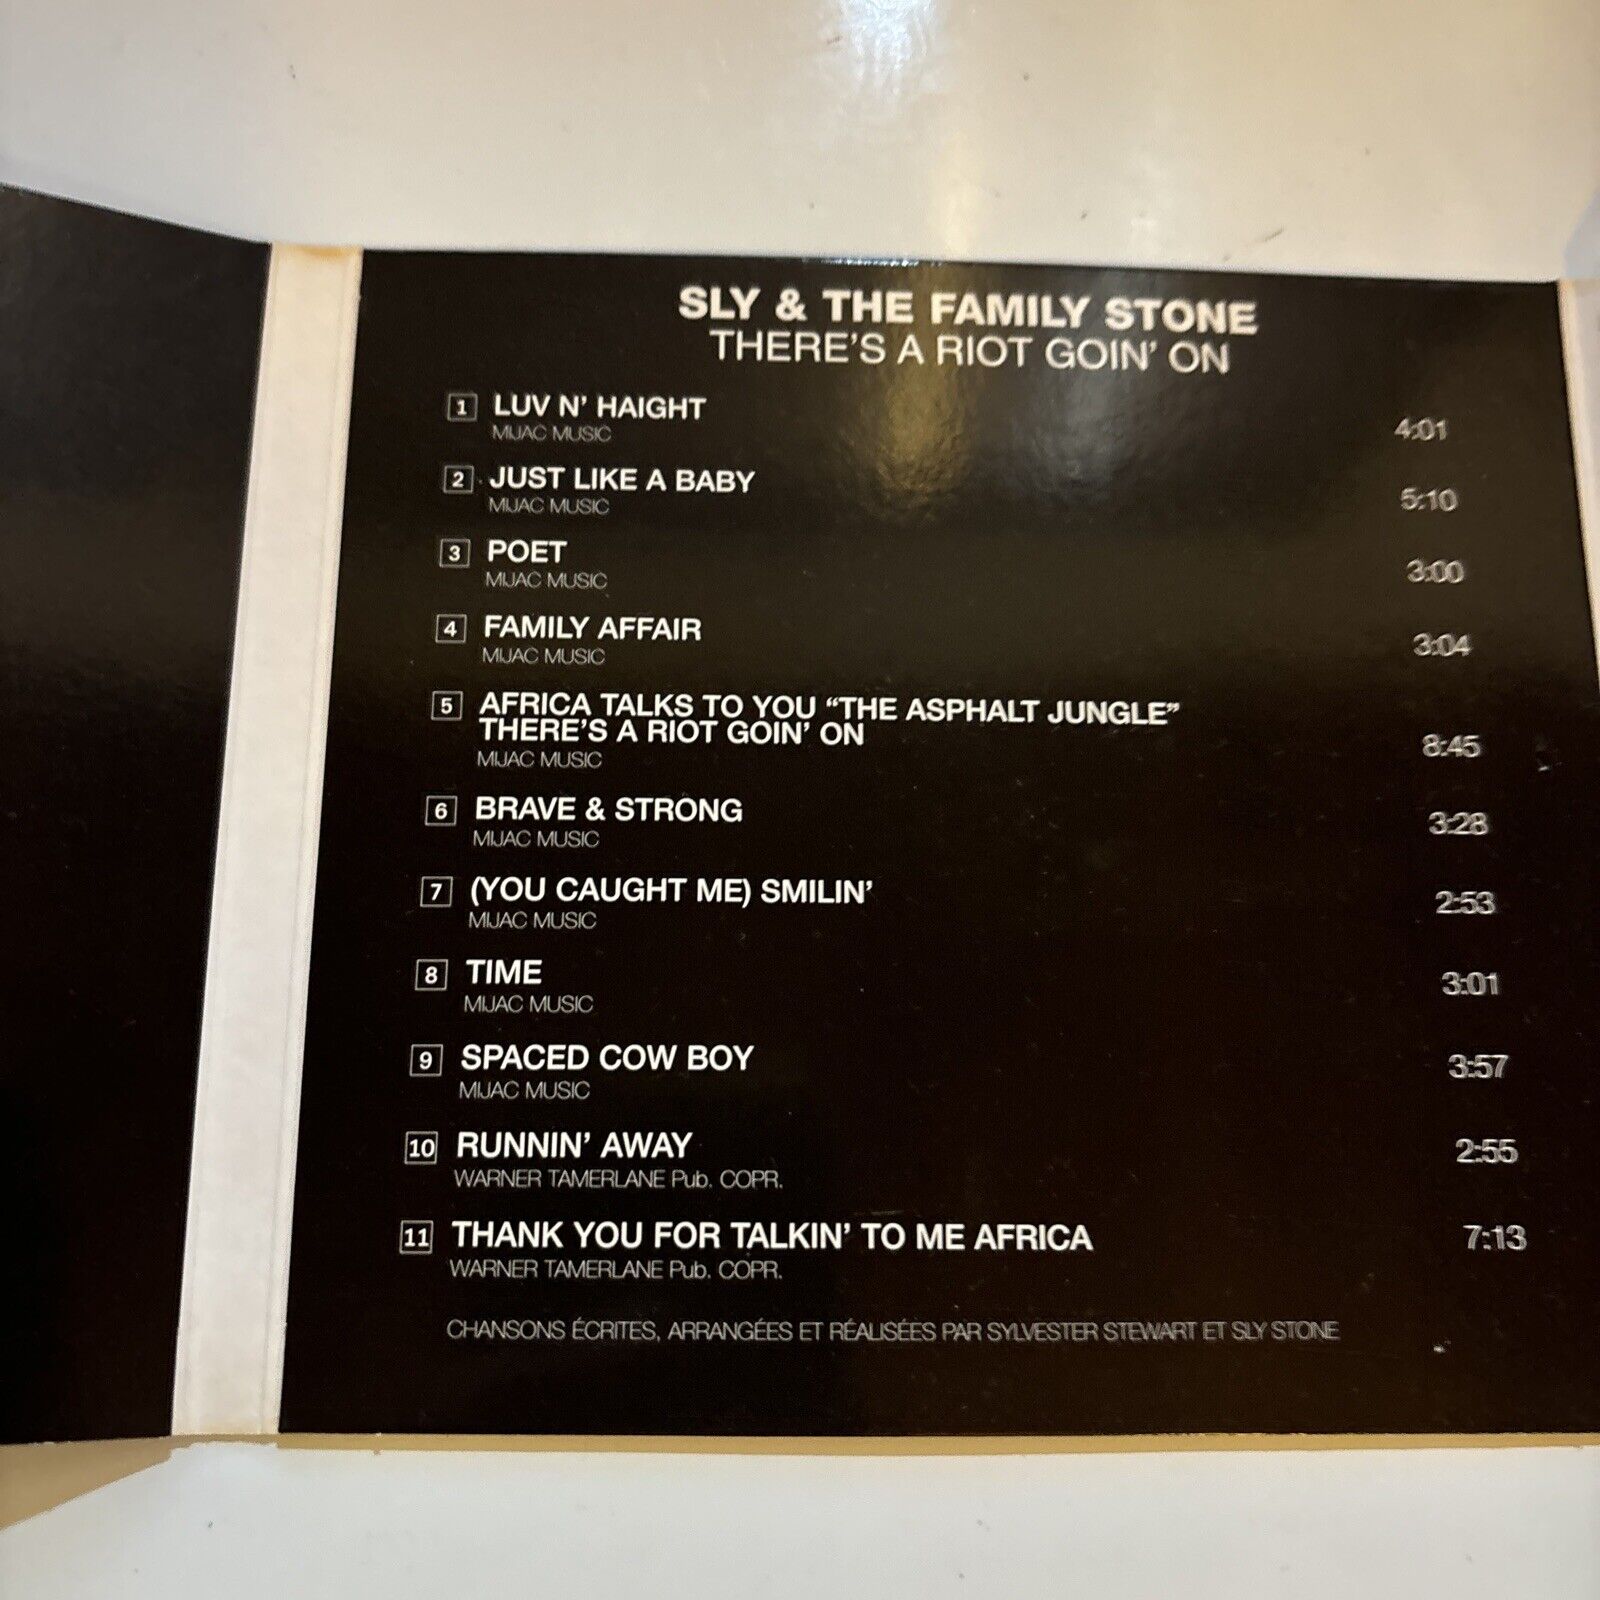 SLY & THE FAMILY STONE
THERE'S A RIOT GOIN' ON
1 LUV N' HAIGHT 4:01
MIJAC MUSIC
2 JUST LIKE A BABY 5:10
MIJAC MUSIC
3 POET 3:00
MIJAC MUSIC
4 FAMILY AFFAIR 3:04
MIJAC MUSIC
5 AFRICA TALKS TO YOU “THE ASPHALT JUNGLE”
THERE'S A RIOT GOIN' ON 8:45
MIJAC MUSIC
6 BRAVE & STRONG 3:28
MIJAC MUSIC
7 (YOU CAUGHT ME) SMILIN' 2:53
MIJAC MUSIC
8 TIME 3:01
MIJAC MUSIC
9 SPACED COW BOY 3:57
MIJAC MUSIC
10 RUNNIN' AWAY 2:55
WARNER TAMERLANE Pub. COPR.
11 THANK YOU FOR TALKIN' TO ME AFRICA 7:13
WARNER TAMERLANE Pub. COPR.
CHANSONS ÉCRITES, ARRANGÉES ET RÉALISÉES PAR SYLVESTER STEWART ET SLY STONE